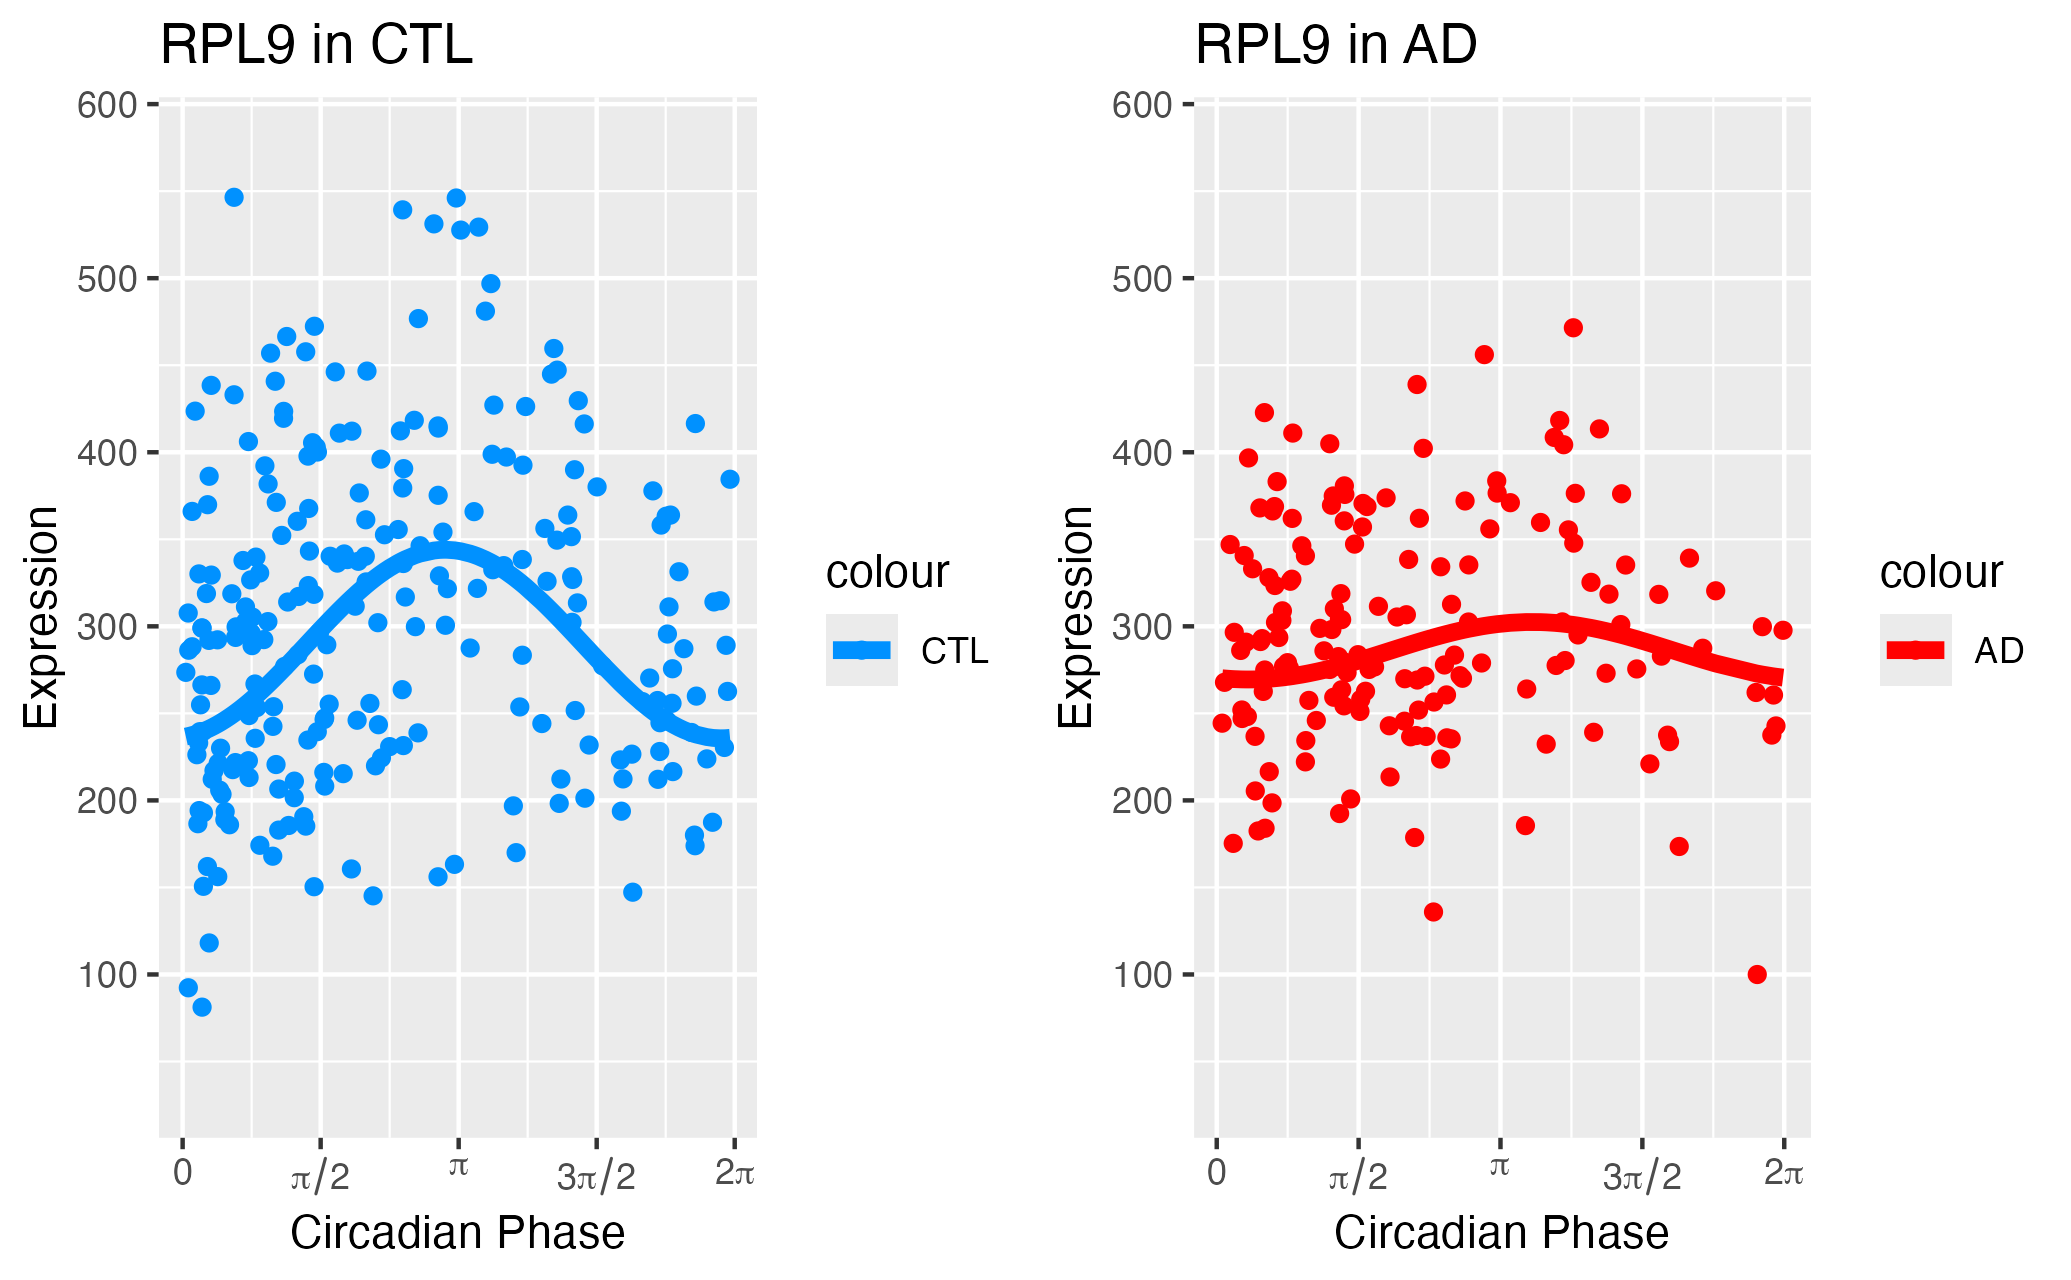 RPL9 in CTL
600
500
400
300
200
100
Expression
0 π/2 π 3π/2 2π
Circadian Phase
colour
CTL
RPL9 in AD
600
500
400
300
200
100
Expression
0 π/2 π 3π/2 2π
Circadian Phase
colour
AD